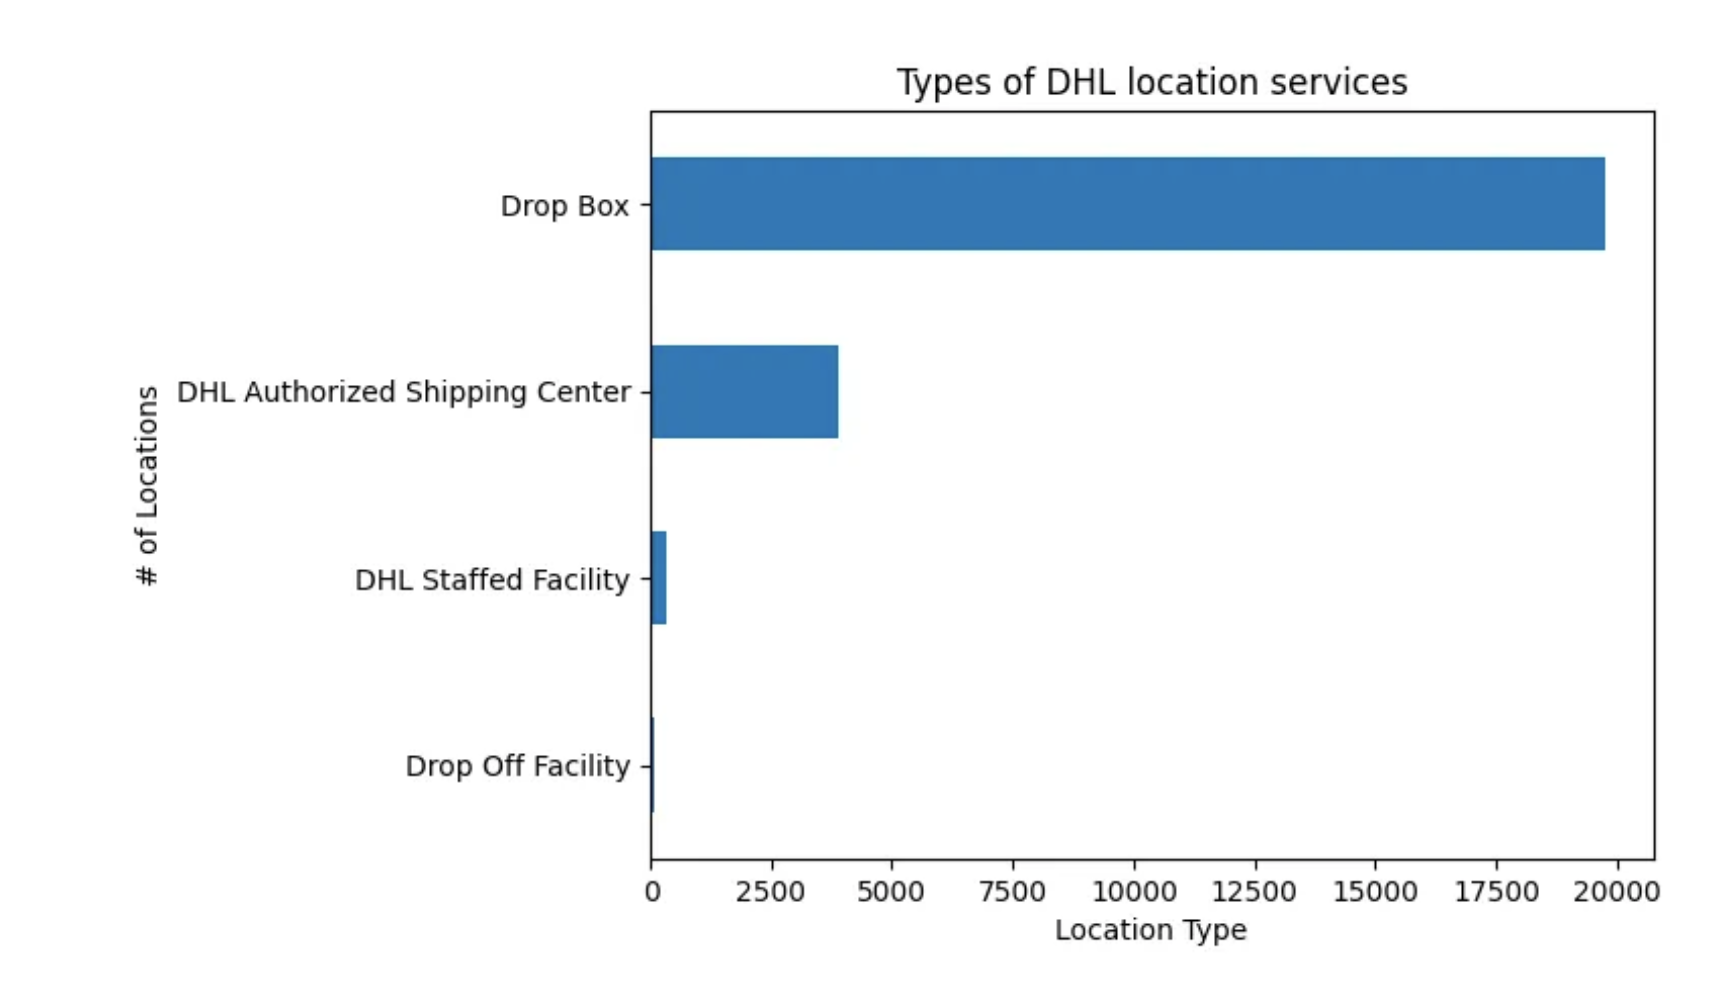 Types of DHL location services
Drop Box
DHL Authorized Shipping Center
DHL Staffed Facility
Drop Off Facility
# of Locations
0 2500 5000 7500 10000 12500 15000 17500 20000
Location Type